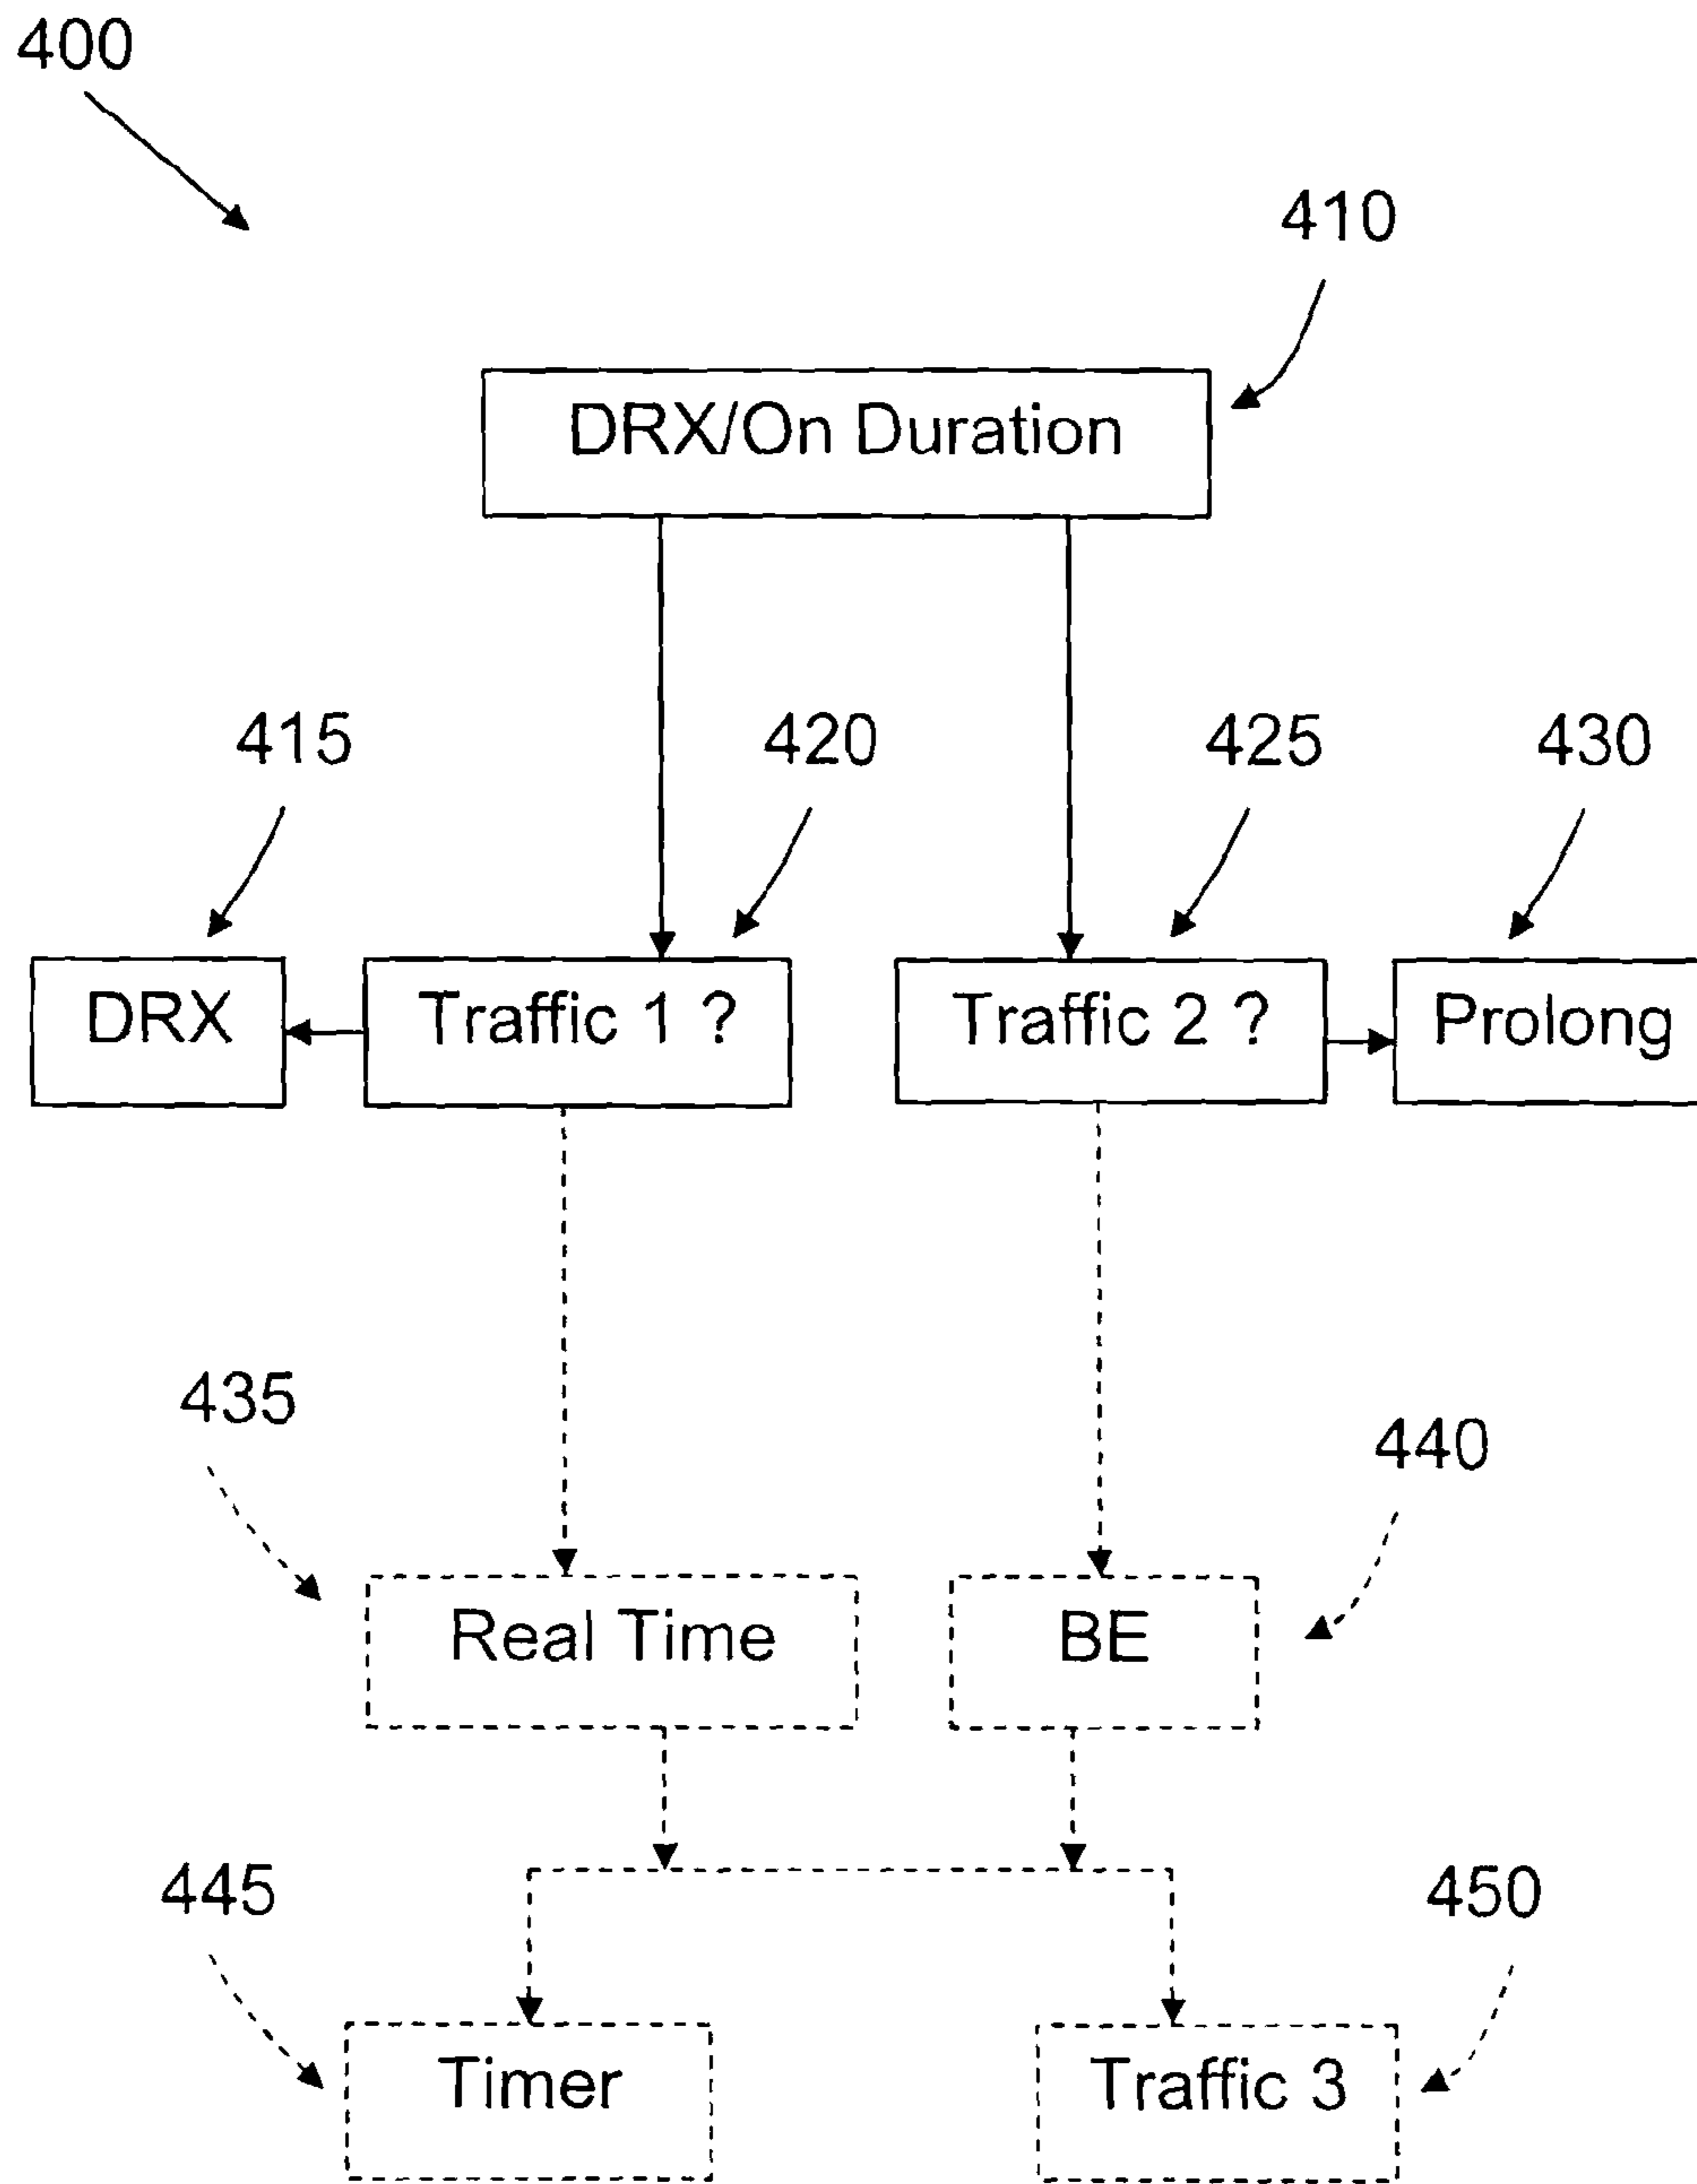 400
410
DRX/On Duration
415
420
425
430
DRX
Traffic 1 ?
Traffic 2 ?
Prolong
435
440
Real Time
BE
445
450
Timer
Traffic 3